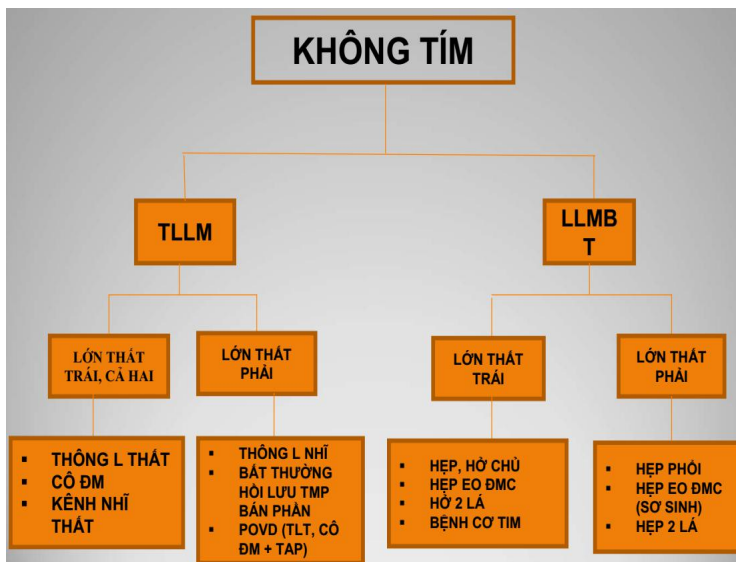 KHÔNG TÍM
TLLM
LLMB
T
LỚN THẤT
TRÁI, CẢ HAI
LỚN THẤT
PHẢI
LỚN THẤT
TRÁI
LỚN THẤT
PHẢI
▪ THÔNG L THẤT
▪ CÔ ĐM
▪ KÊNH NHĨ
THẤT
▪ THÔNG L NHĨ
▪ BẤT THƯỜNG
HỒI LƯU TMP
BÁN PHẦN
▪ POVD (TLT, CÔ
ĐM + TAP)
▪ HẸP, HỞ CHỦ
▪ HẸP EO ĐMC
▪ HỞ 2 LÁ
▪ BỆNH CƠ TIM
▪ HẸP PHỔI
▪ HẸP EO ĐMC
(SƠ SINH)
▪ HẸP 2 LÁ